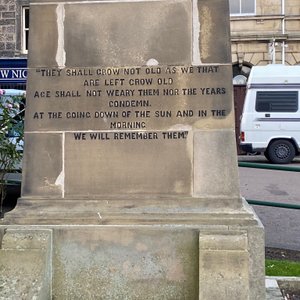 "THEY SHALL GROW NOT OLD AS WE THAT
ARE LEFT GROW OLD
AGE SHALL NOT WEARY THEM NOR THE YEARS
CONDEMN.
AT THE GOING DOWN OF THE SUN AND IN THE
MORNING
WE WILL REMEMBER THEM."